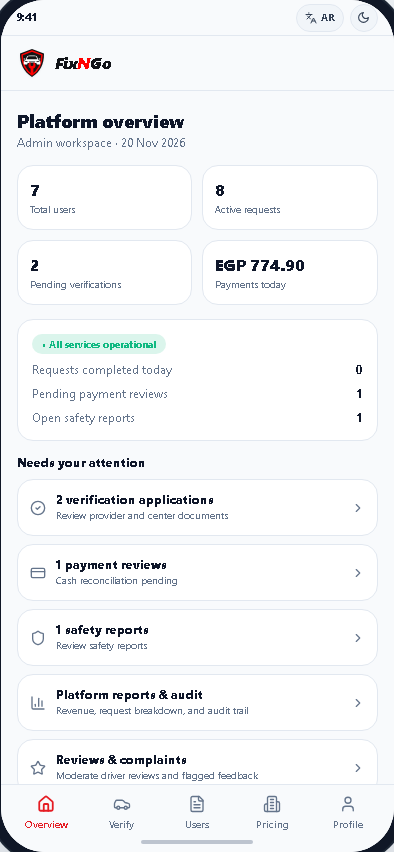 9:41
AR
FixNGo
Platform overview
Admin workspace · 20 Nov 2026
7
Total users
8
Active requests
2
Pending verifications
EGP 774.90
Payments today
• All services operational
Requests completed today 0
Pending payment reviews 1
Open safety reports 1
Needs your attention
2 verification applications
Review provider and center documents
1 payment reviews
Cash reconciliation pending
1 safety reports
Review safety reports
Platform reports & audit
Revenue, request breakdown, and audit trail
Reviews & complaints
Moderate driver reviews and flagged feedback
Overview
Verify
Users
Pricing
Profile